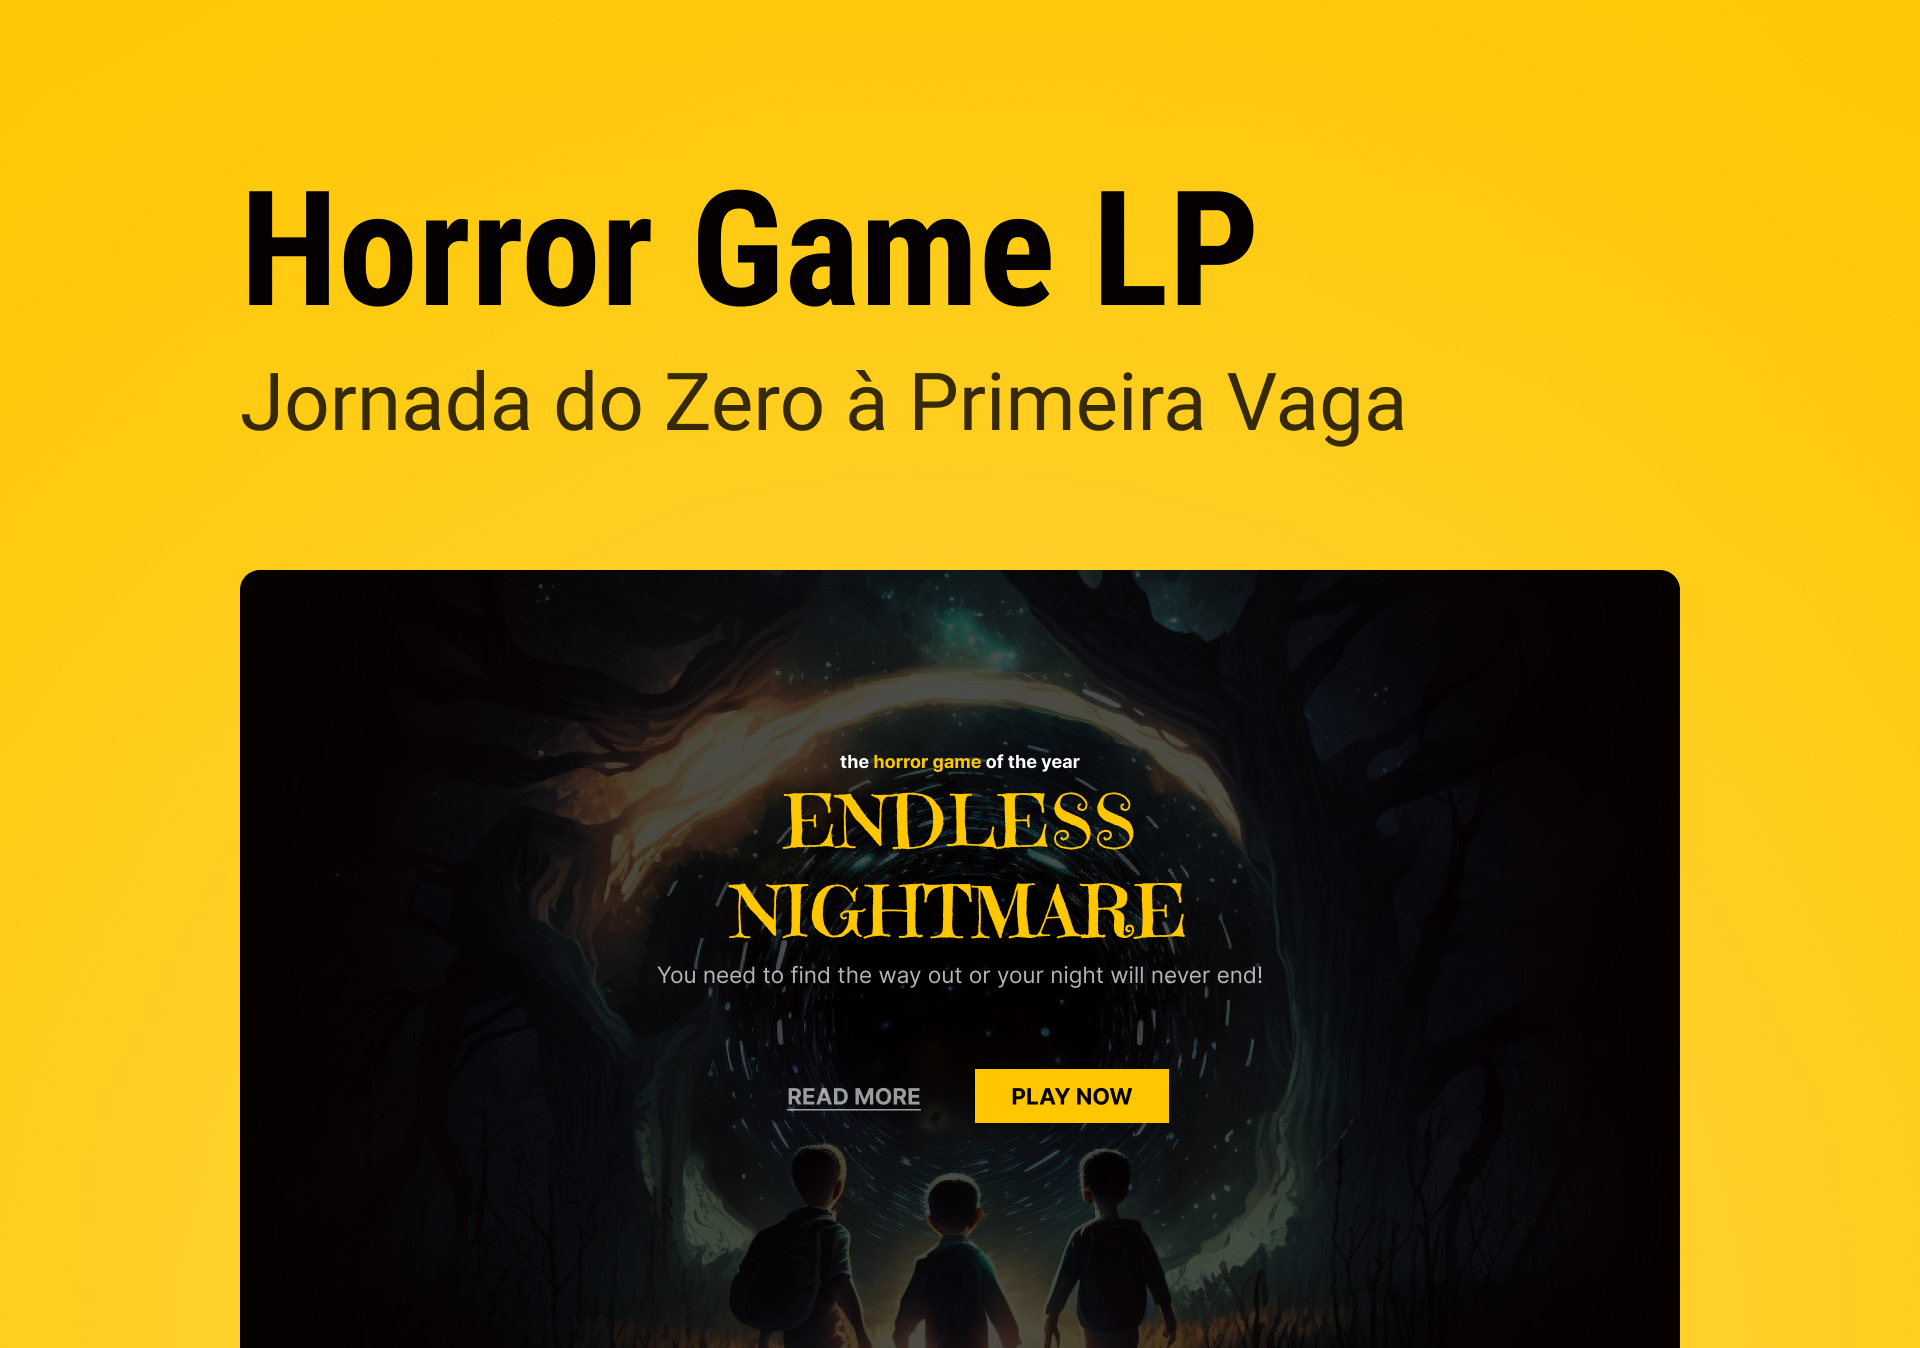 Horror Game LP
Jornada do Zero à Primeira Vaga
the horror game of the year
ENDLESS
NIGHTMARE
You need to find the way out or your night will never end!
READ MORE
PLAY NOW